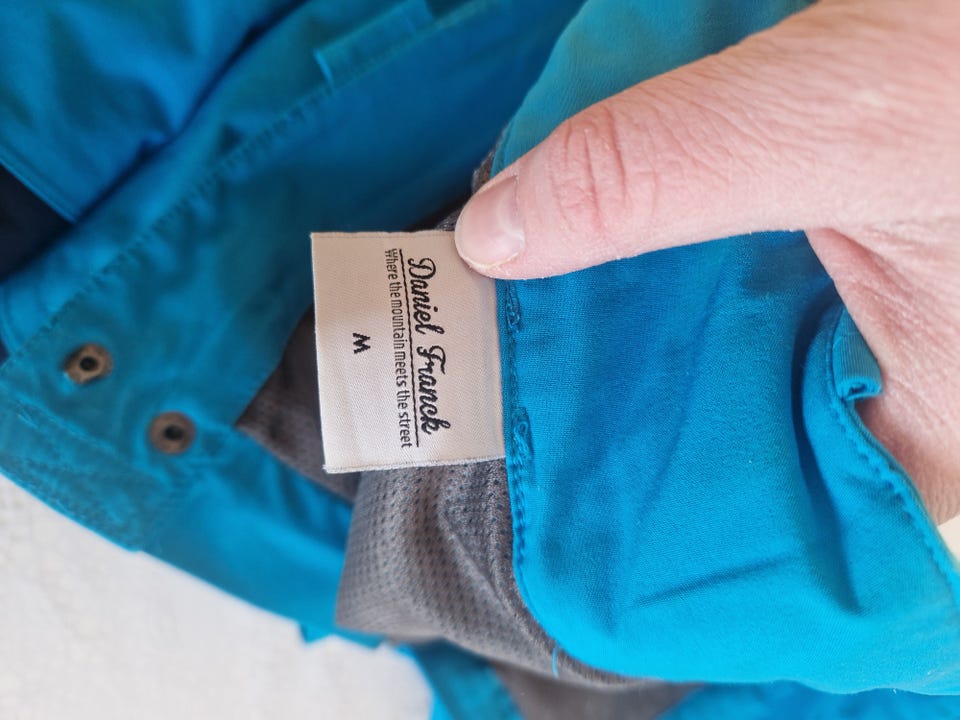 Daniel Franck
Where the mountain meets the street
M